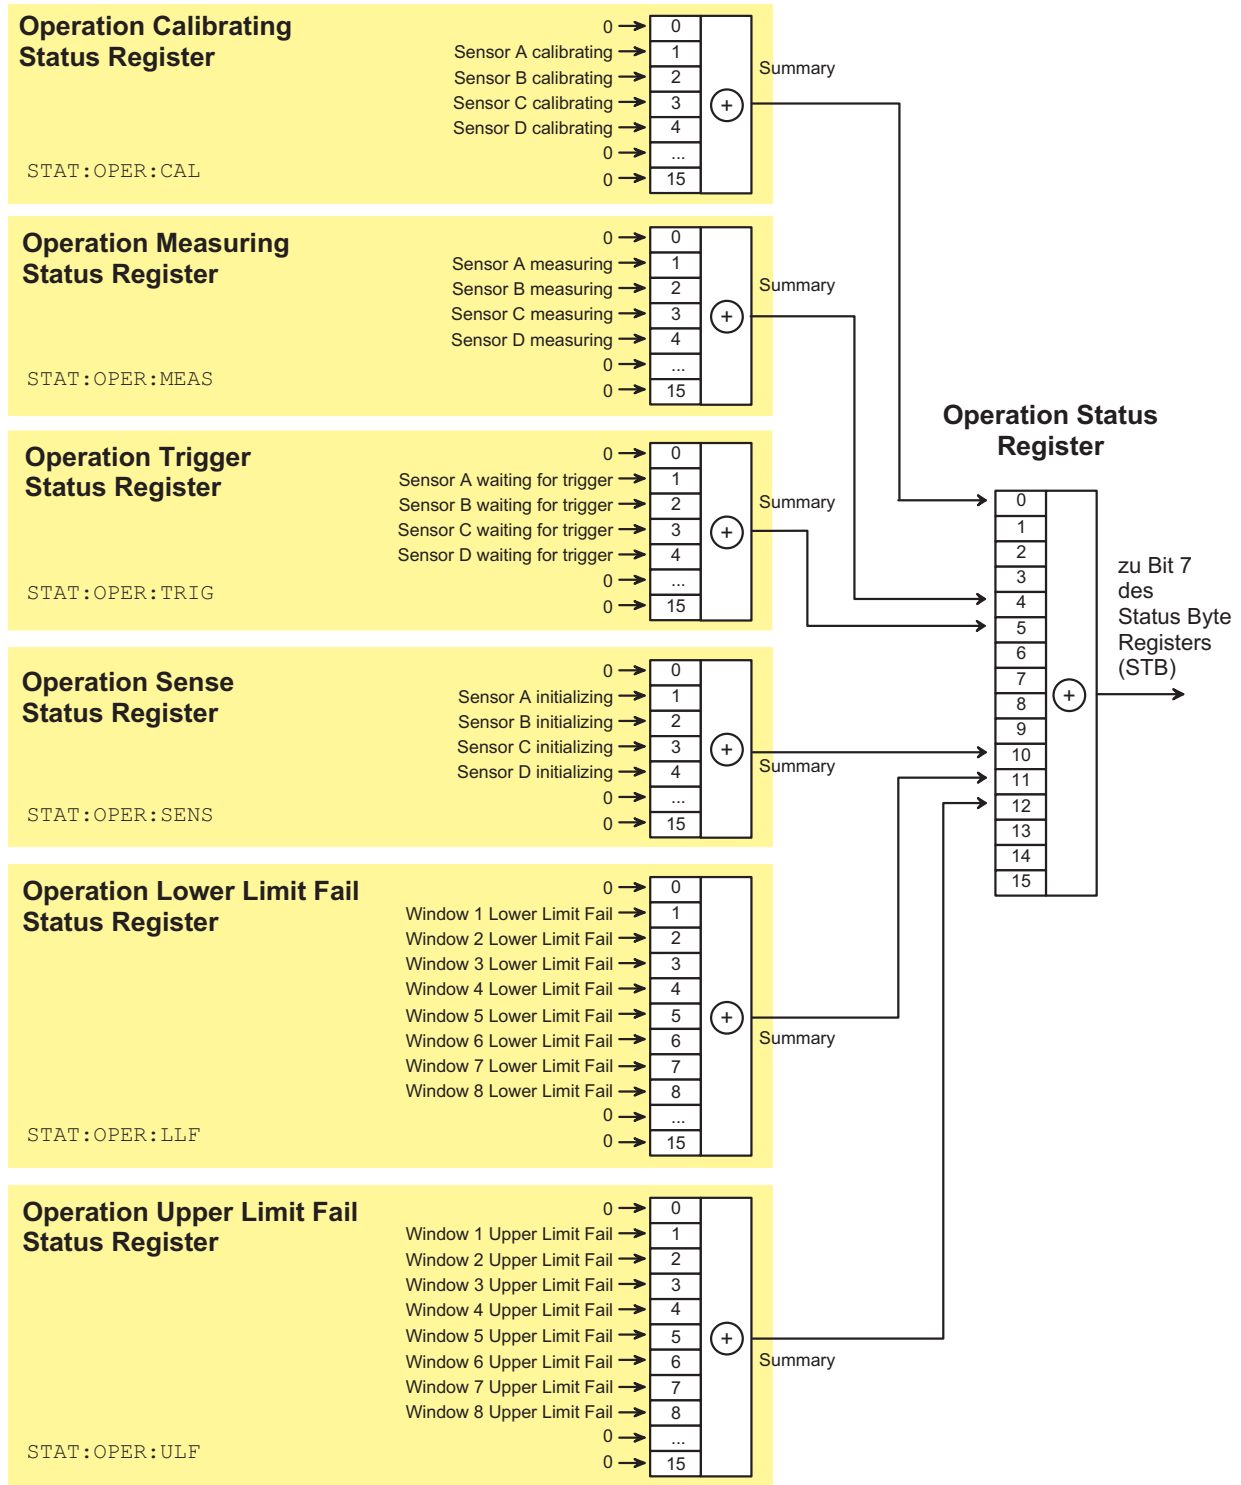 Operation Calibrating
Status Register
0 0
Sensor A calibrating 1
Sensor B calibrating 2
Sensor C calibrating 3
Sensor D calibrating 4
0 ...
0 15
+
Summary
STAT:OPER:CAL
Operation Measuring
Status Register
0 0
Sensor A measuring 1
Sensor B measuring 2
Sensor C measuring 3
Sensor D measuring 4
0 ...
0 15
+
Summary
STAT:OPER:MEAS
Operation Trigger
Status Register
0 0
Sensor A waiting for trigger 1
Sensor B waiting for trigger 2
Sensor C waiting for trigger 3
Sensor D waiting for trigger 4
0 ...
0 15
+
Summary
STAT:OPER:TRIG
Operation Sense
Status Register
0 0
Sensor A initializing 1
Sensor B initializing 2
Sensor C initializing 3
Sensor D initializing 4
0 ...
0 15
+
Summary
STAT:OPER:SENS
Operation Lower Limit Fail
Status Register
0 0
Window 1 Lower Limit Fail 1
Window 2 Lower Limit Fail 2
Window 3 Lower Limit Fail 3
Window 4 Lower Limit Fail 4
Window 5 Lower Limit Fail 5
Window 6 Lower Limit Fail 6
Window 7 Lower Limit Fail 7
Window 8 Lower Limit Fail 8
0 ...
0 15
+
Summary
STAT:OPER:LLF
Operation Upper Limit Fail
Status Register
0 0
Window 1 Upper Limit Fail 1
Window 2 Upper Limit Fail 2
Window 3 Upper Limit Fail 3
Window 4 Upper Limit Fail 4
Window 5 Upper Limit Fail 5
Window 6 Upper Limit Fail 6
Window 7 Upper Limit Fail 7
Window 8 Upper Limit Fail 8
0 ...
0 15
+
Summary
STAT:OPER:ULF
Operation Status
Register
0
1
2
3
4
5
6
7
8
9
10
11
12
13
14
15
+
zu Bit 7
des
Status Byte
Registers
(STB)